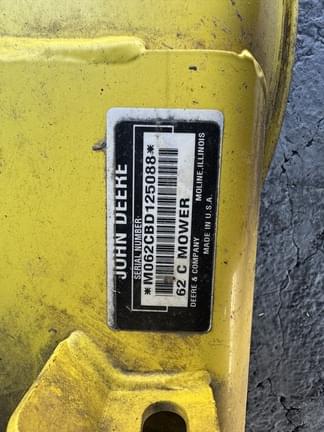 JOHN DEERE
SERIAL NUMBER
*M062CBD125088*
62 C MOWER
DEERE & COMPANY MOLINE, ILLINOIS
MADE IN U.S.A.